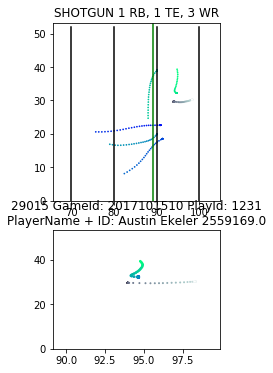 SHOTGUN 1 RB, 1 TE, 3 WR
50
40
30
20
10
0
70 80 90 100
29015 GameId: 2017101510 PlayId: 1231
PlayerName + ID: Austin Ekeler 2559169.0
40
20
0
90.0 92.5 95.0 97.5